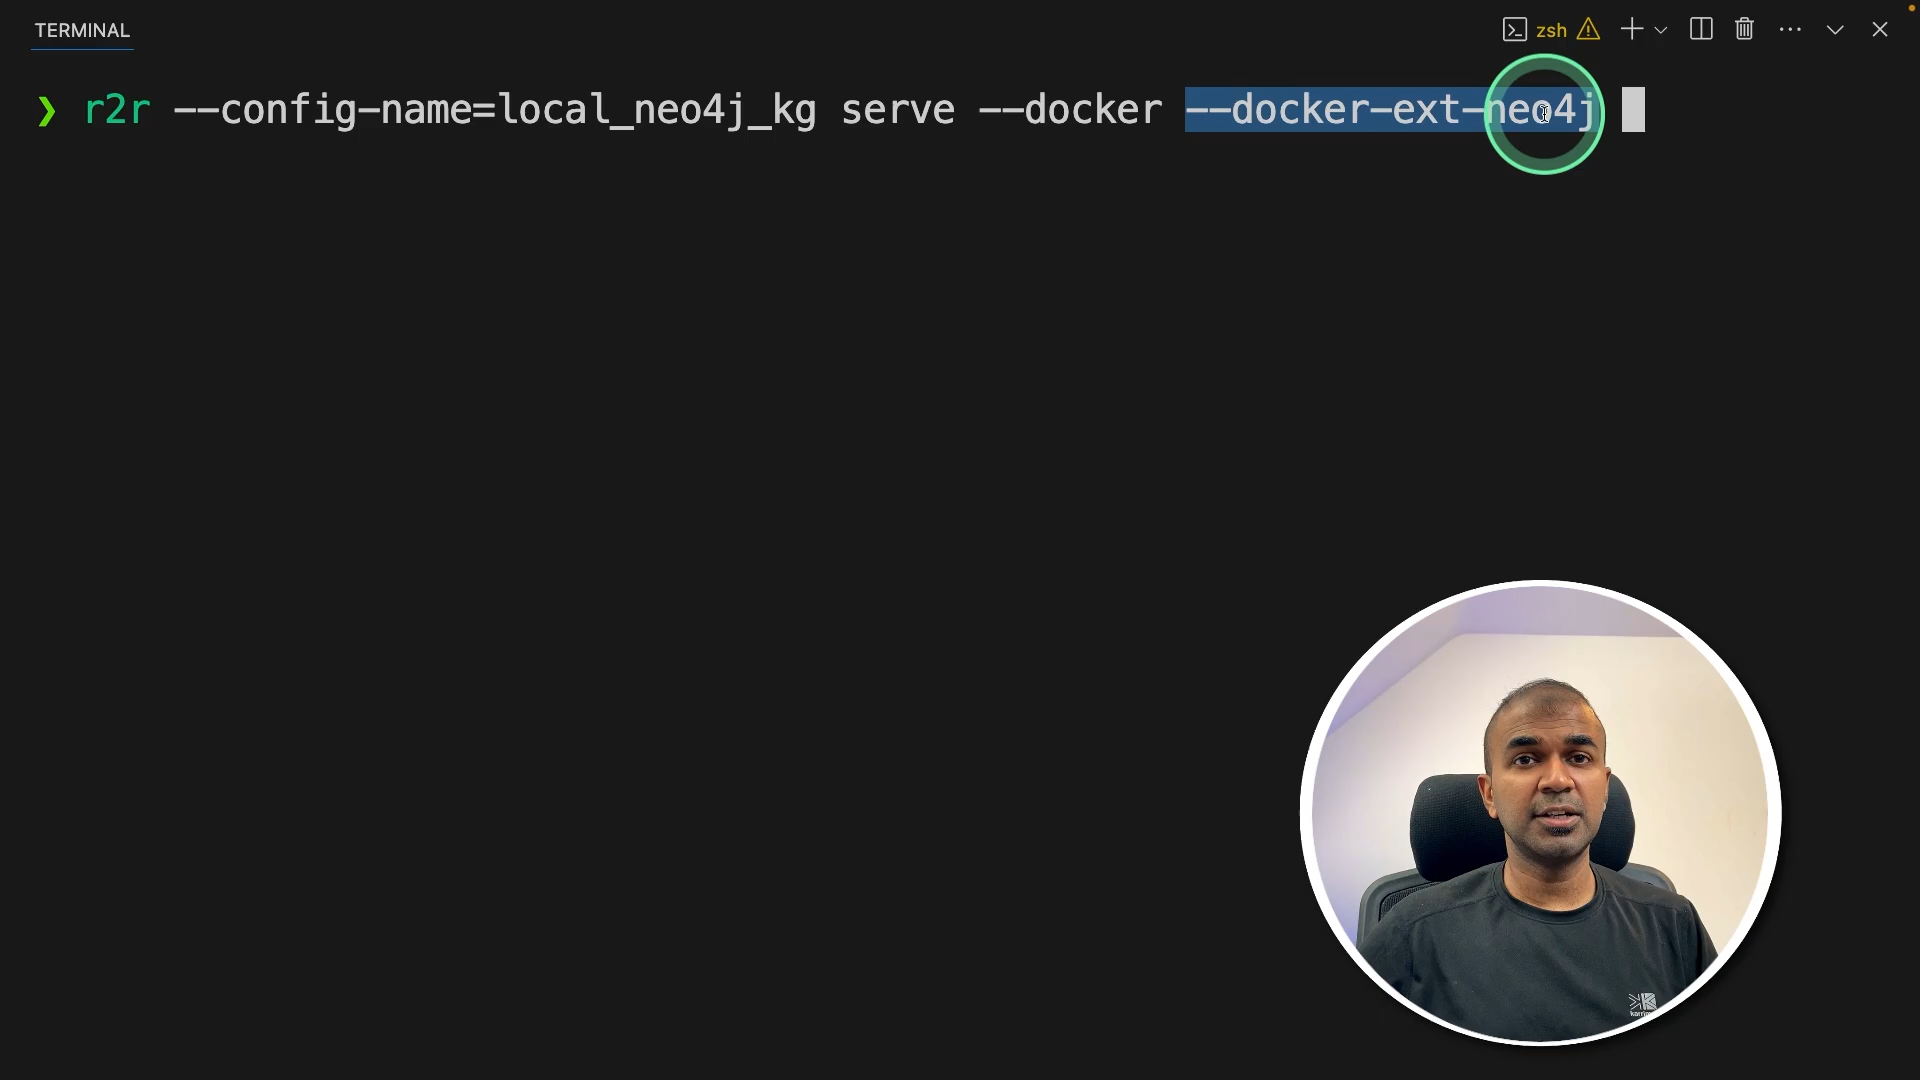 TERMINAL
zsh
❯ r2r --config-name=local_neo4j_kg serve --docker --docker-ext-neo4j